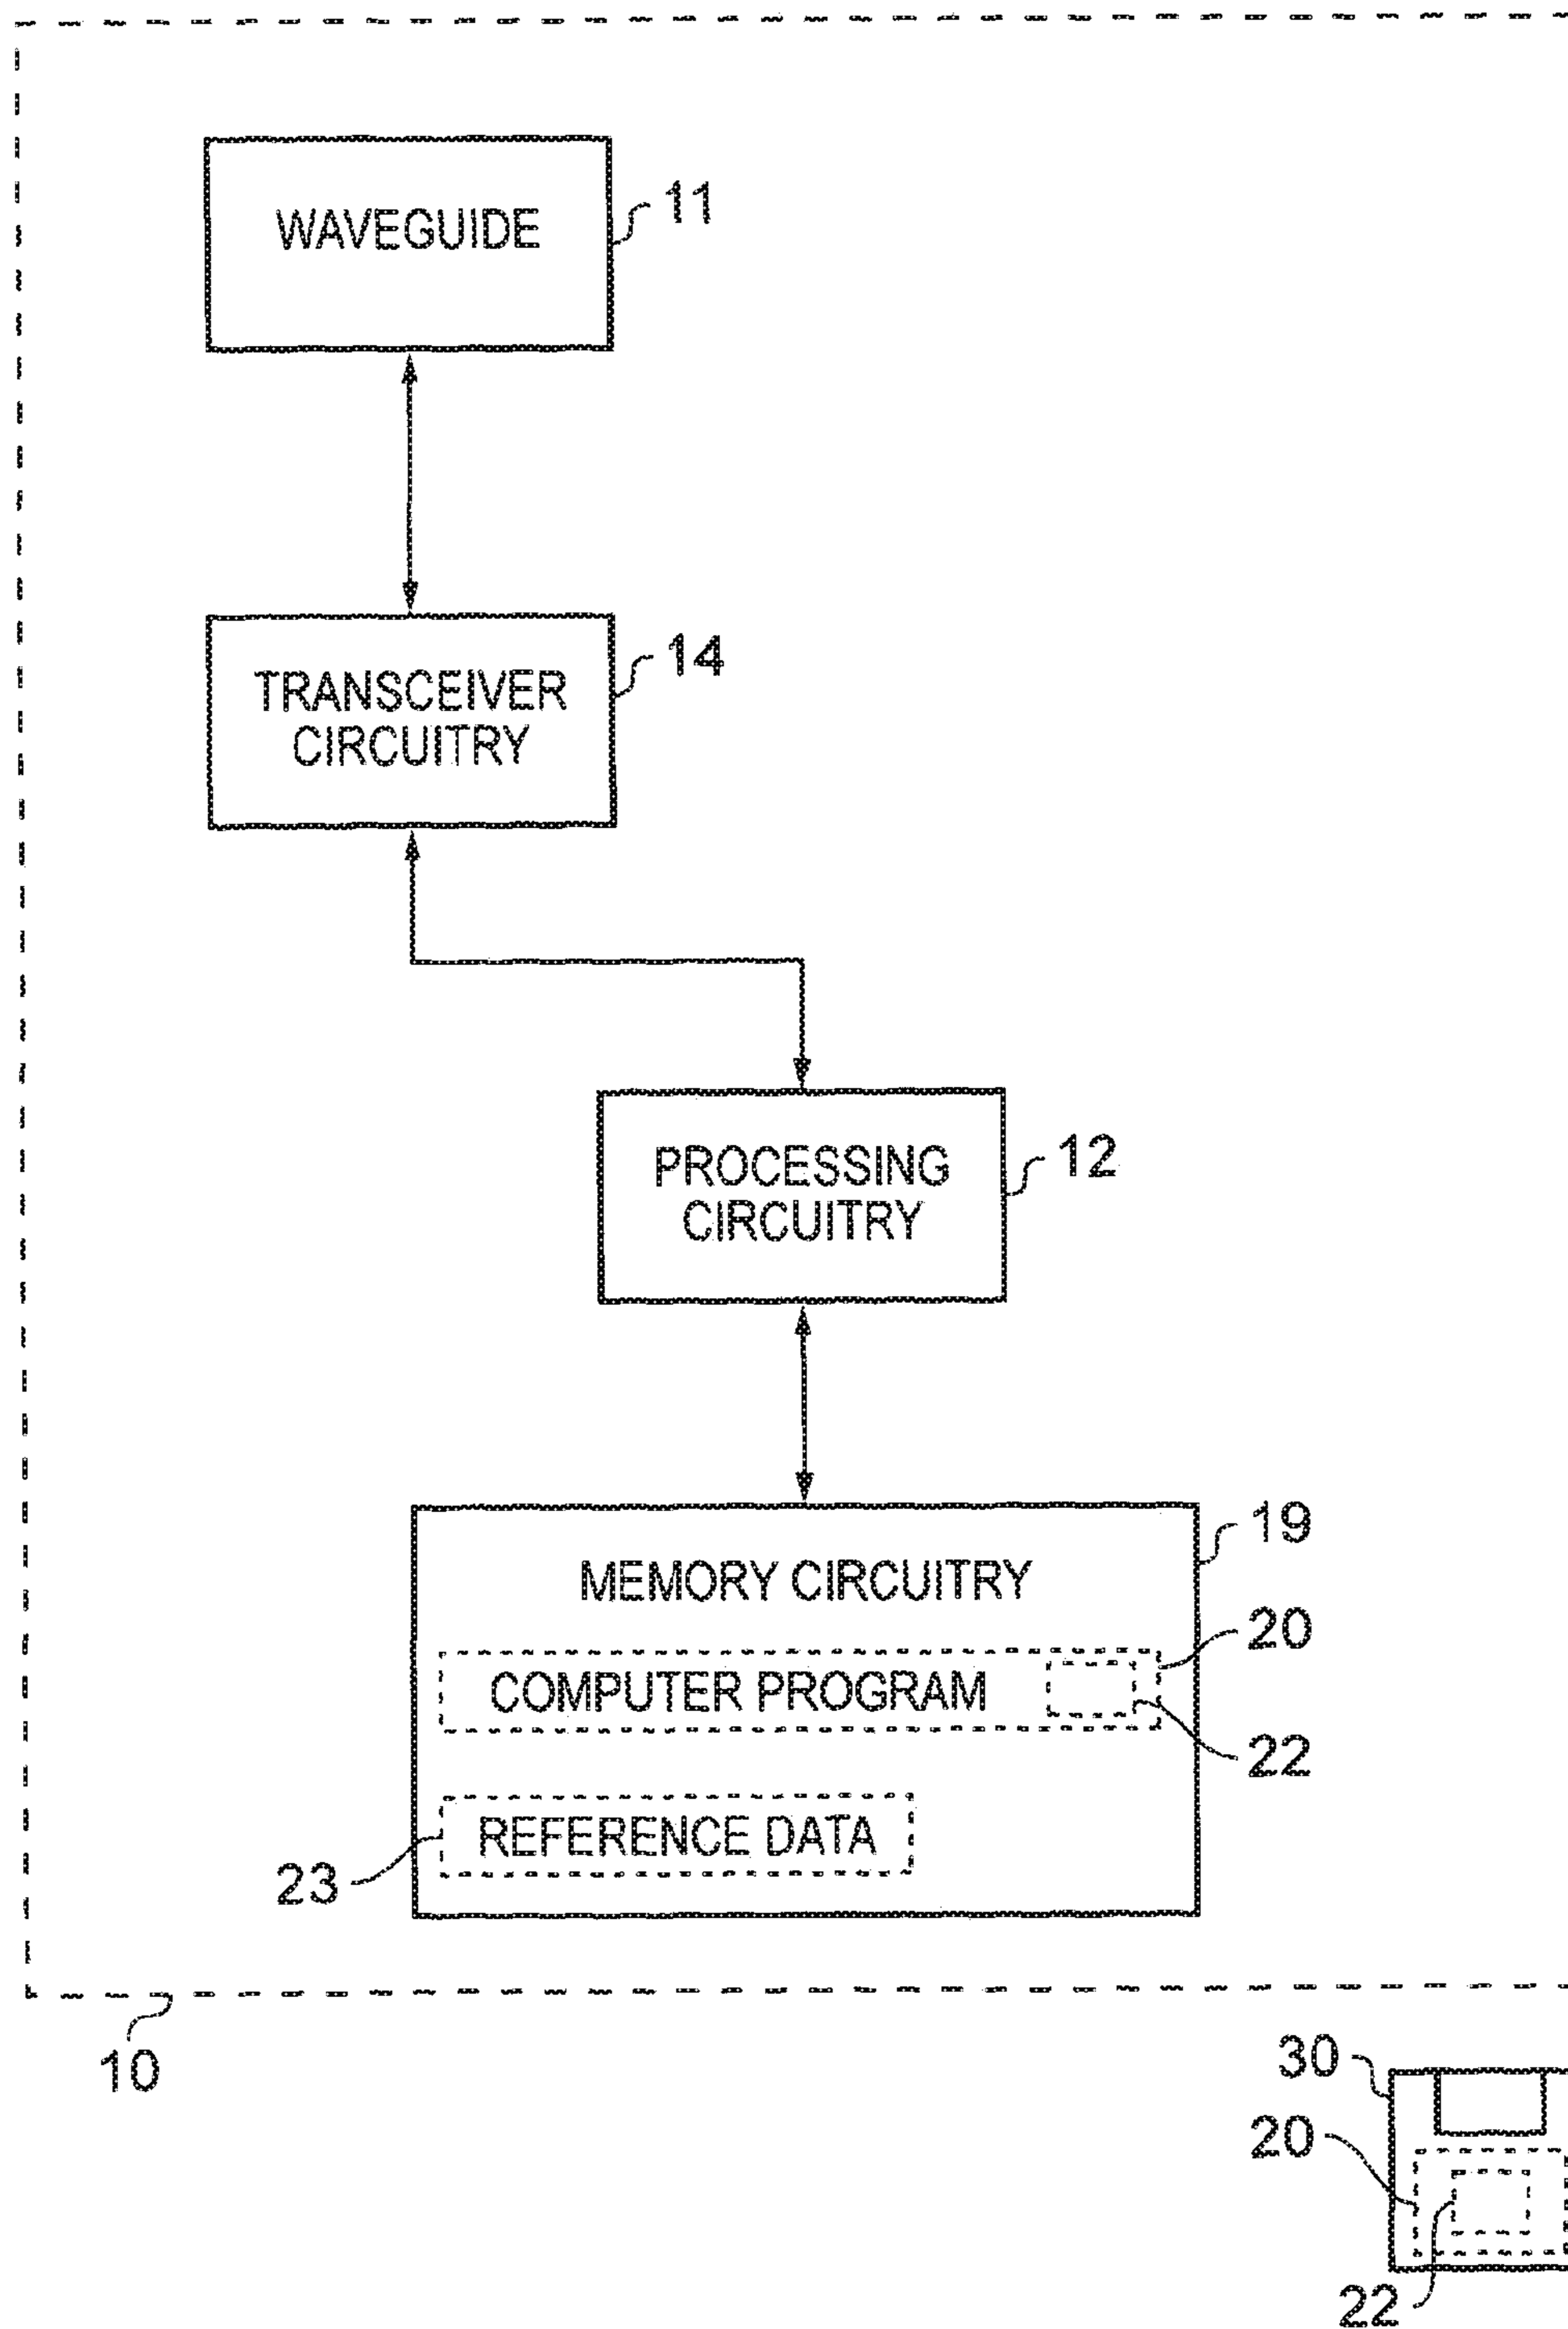 WAVEGUIDE
11
TRANSCEIVER
CIRCUITRY
14
PROCESSING
CIRCUITRY
12
MEMORY CIRCUITRY
19
COMPUTER PROGRAM
20
22
REFERENCE DATA
23
10
30
20
22